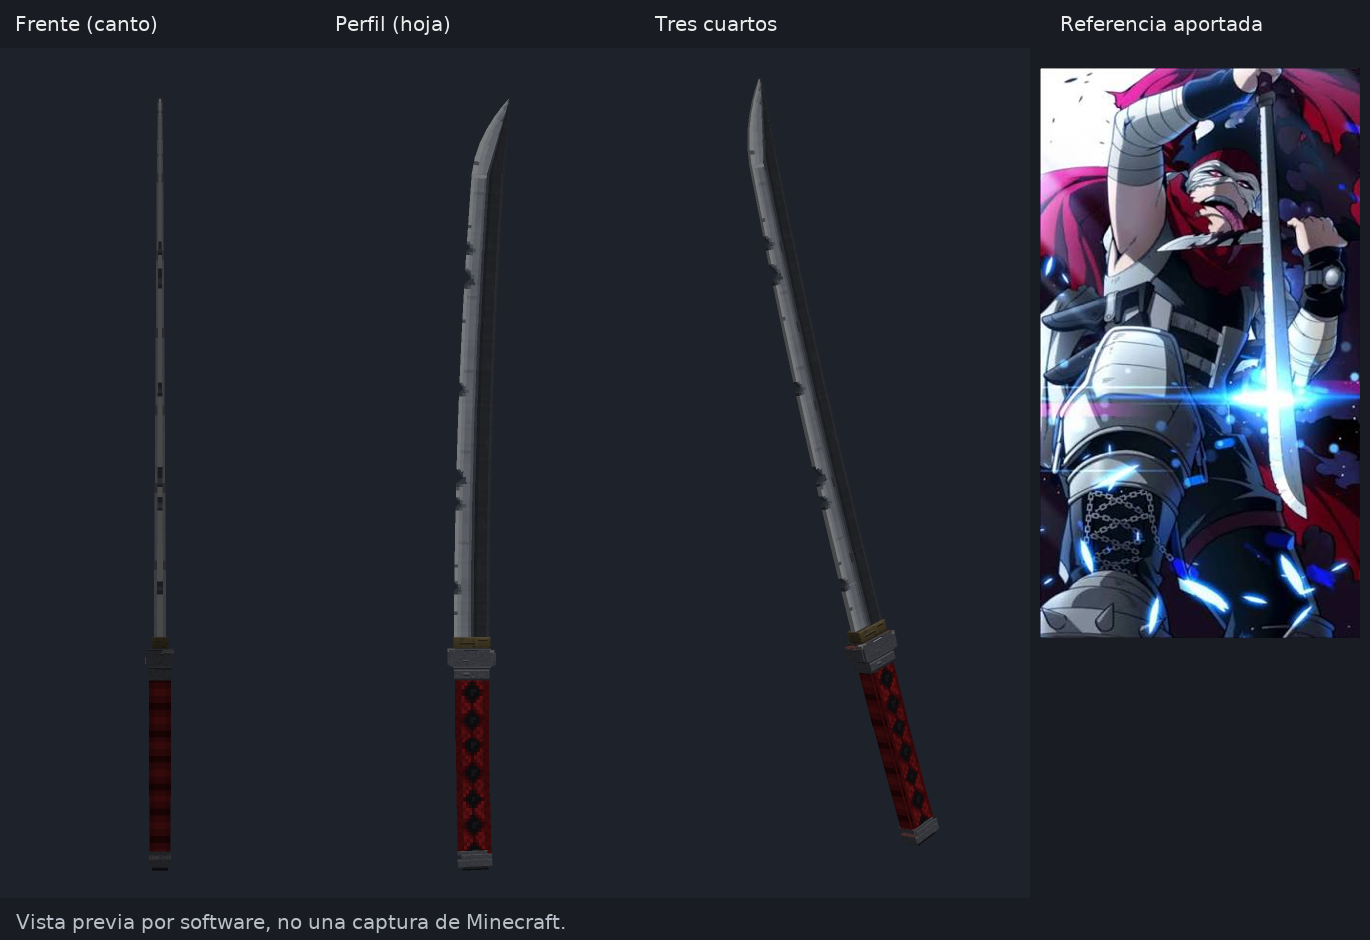 Frente (canto)
Perfil (hoja)
Tres cuartos
Referencia aportada
Vista previa por software, no una captura de Minecraft.